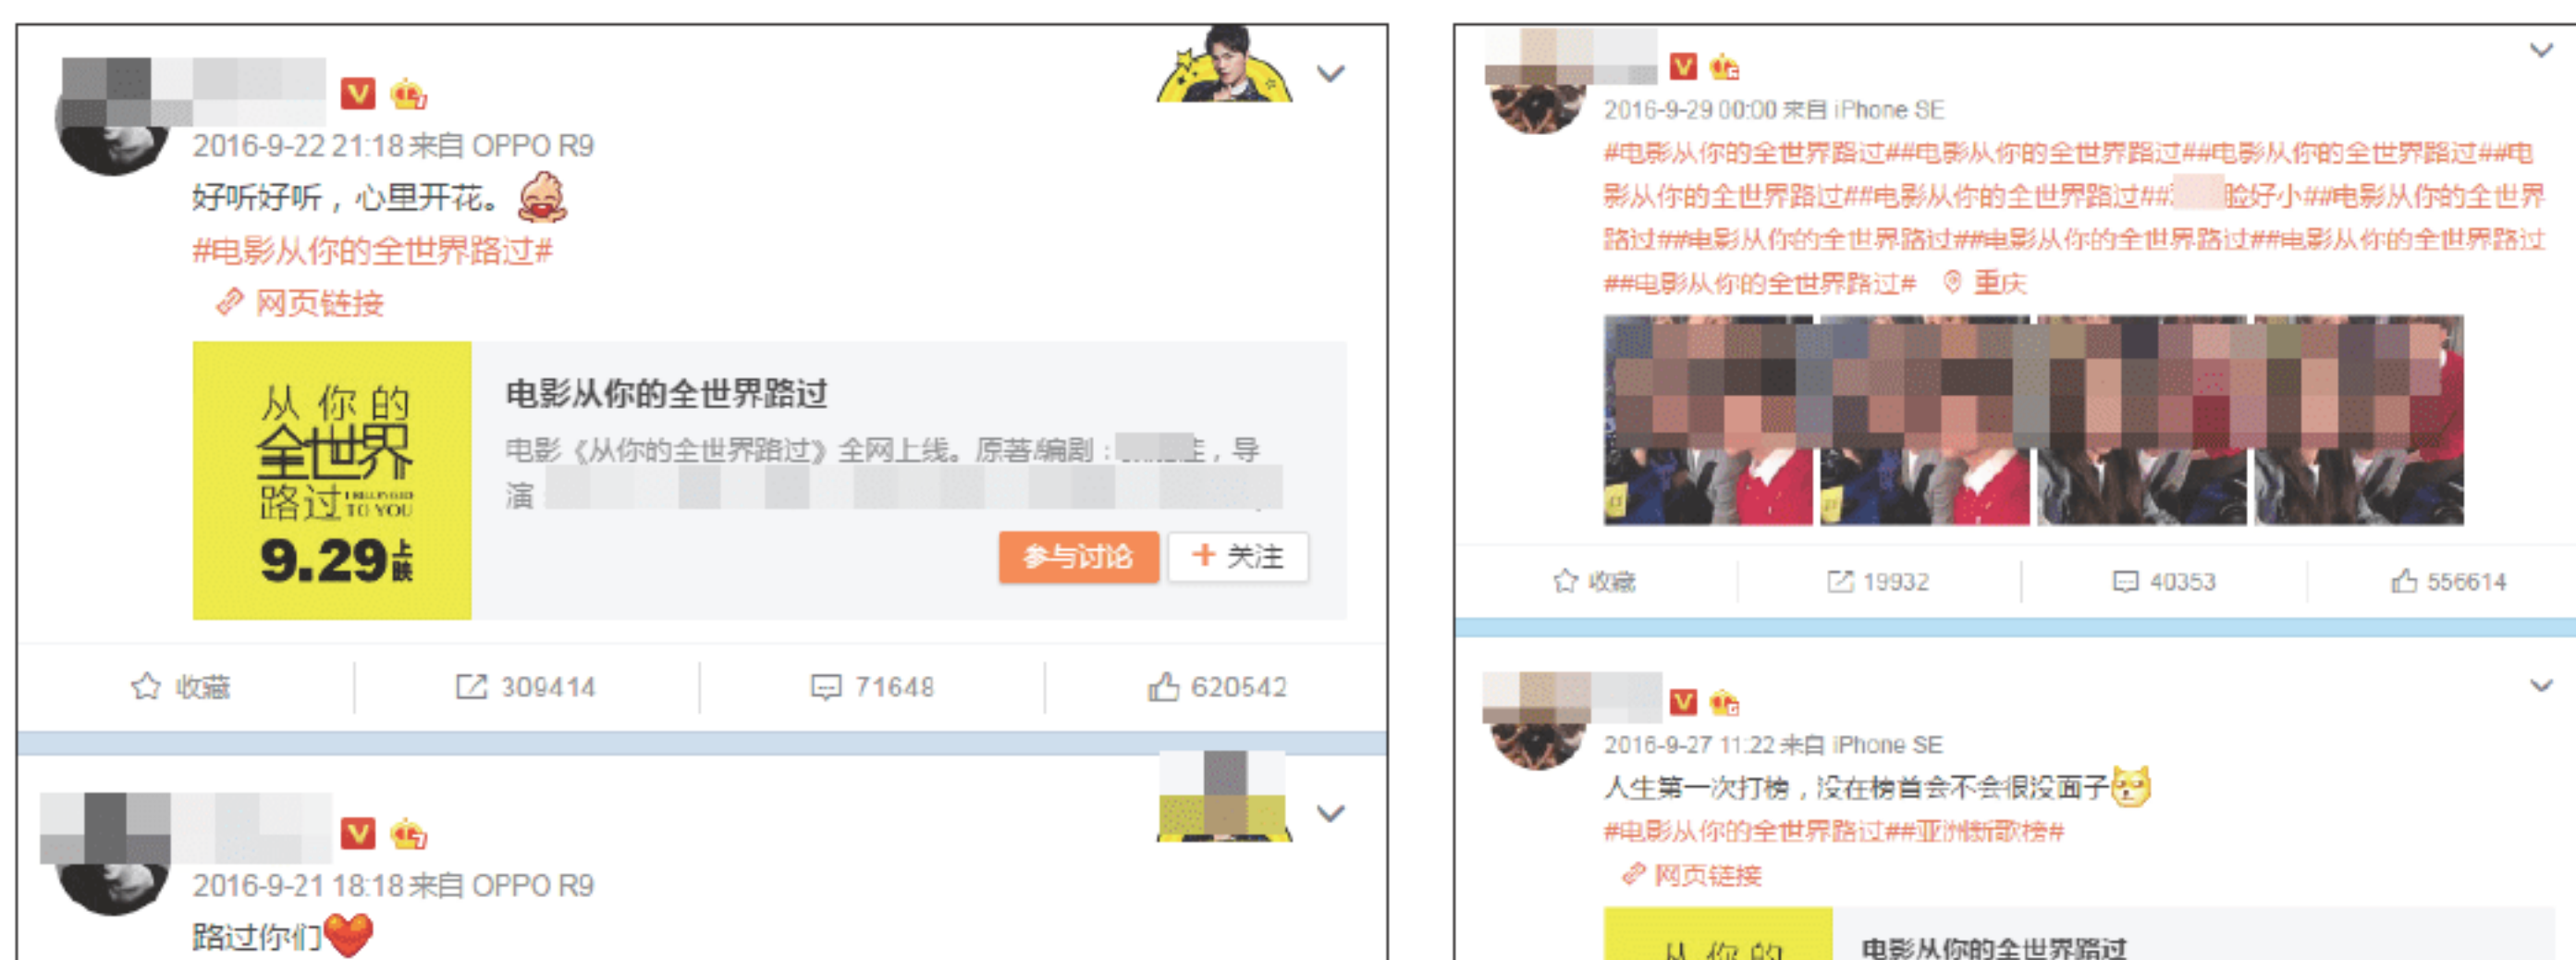 2016-9-22 21:18 来自 OPPO R9
好听好听，心里开花。
#电影从你的全世界路过#
网页链接
从你的
全世界
路过
TO YOU
9.29上映
电影从你的全世界路过
电影《从你的全世界路过》全网上线。原著/编剧：佳，导
演
参与讨论 + 关注
收藏 309414 71648 620542
2016-9-21 18:18 来自 OPPO R9
路过你们
2016-9-29 00:00 来自 iPhone SE
#电影从你的全世界路过##电影从你的全世界路过##电影从你的全世界路过##电
影从你的全世界路过##电影从你的全世界路过##脸好小##电影从你的全世界
路过##电影从你的全世界路过##电影从你的全世界路过##电影从你的全世界路过
##电影从你的全世界路过# 重庆
收藏 19932 40353 556614
2016-9-27 11:22 来自 iPhone SE
人生第一次打榜，没在榜首会不会很没面子
#电影从你的全世界路过##亚洲新歌榜#
网页链接
从你的
电影从你的全世界路过